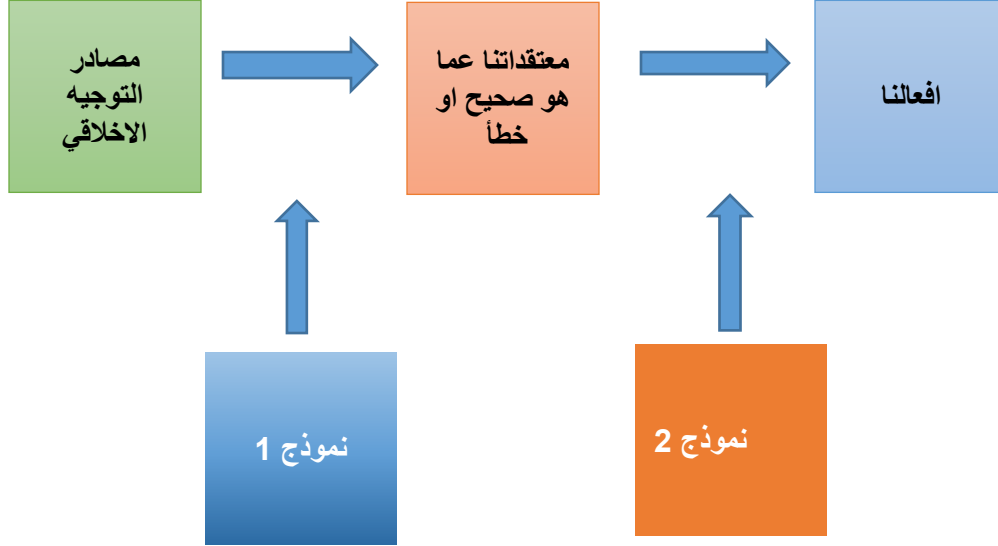 مصادر
التوجيه
الاخلاقي
معتقداتنا عما
هو صحيح او
خطأ
افعالنا
نموذج 1
نموذج 2